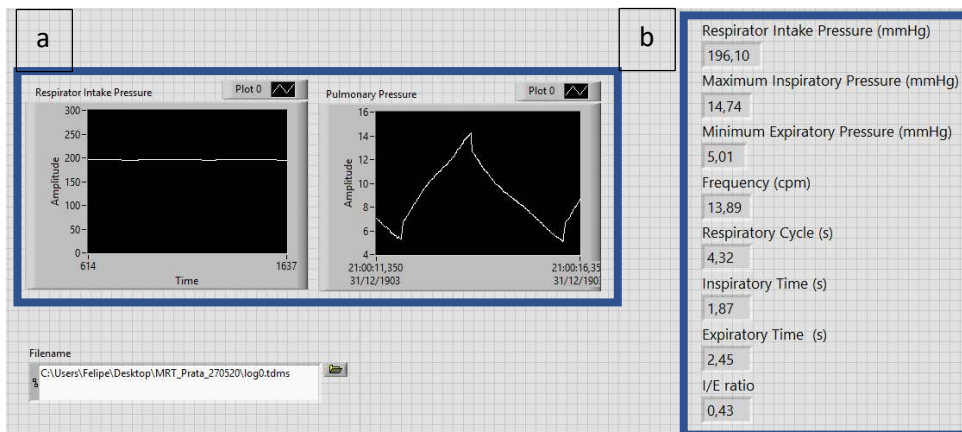 a
Respirator Intake Pressure
Plot 0
300-
250-
200-
150-
100-
50-
0-
Amplitude
614
1637
Time
Pulmonary Pressure
Plot 0
16-
14-
12-
10-
8-
6-
4-
Amplitude
21:00:11,350
31/12/1903
21:00:16,35
31/12/190
Filename
C:\Users\Felipe\Desktop\MRT_Prata_270520\log0.tdms
b
Respirator Intake Pressure (mmHg)
196,10
Maximum Inspiratory Pressure (mmHg)
14,74
Minimum Expiratory Pressure (mmHg)
5,01
Frequency (cpm)
13,89
Respiratory Cycle (s)
4,32
Inspiratory Time (s)
1,87
Expiratory Time (s)
2,45
I/E ratio
0,43